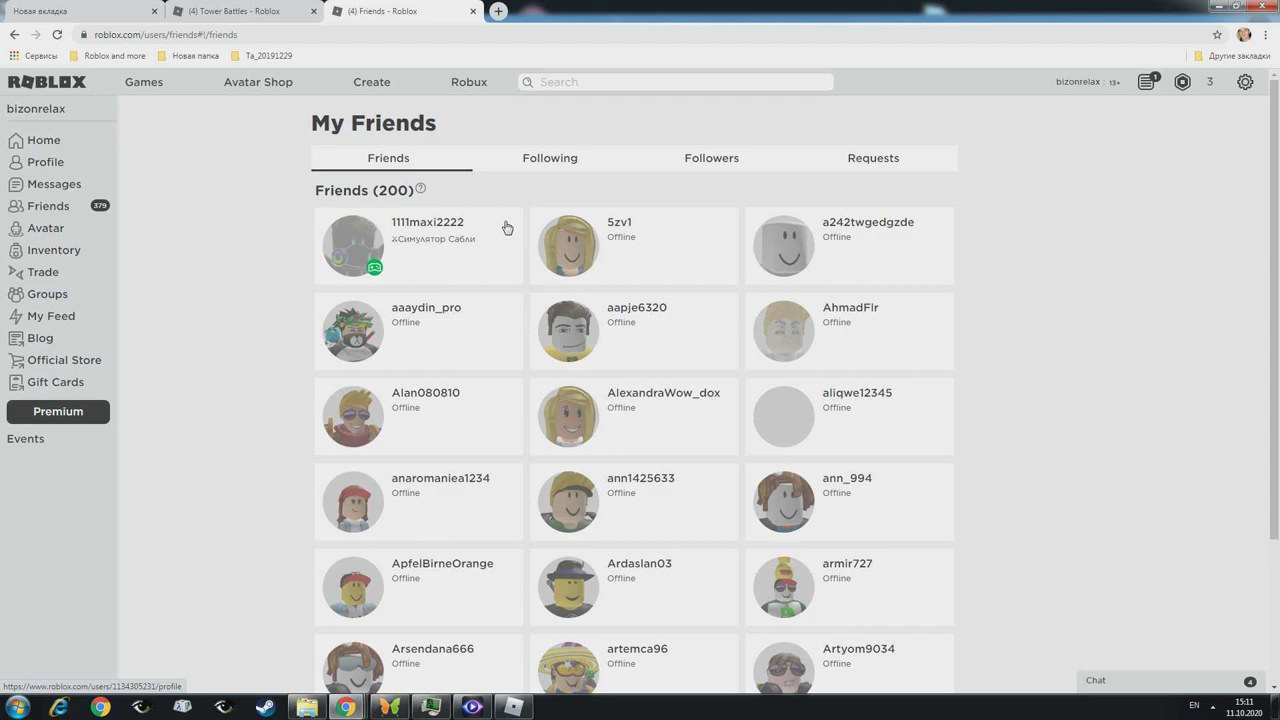 Новая вкладка
(4) Tower Battles - Roblox
(4) Friends - Roblox
roblox.com/users/friends#!/friends
Сервисы
Roblox and more
Новая папка
Ta_20191229
Другие закладки
ROBLOX
Games
Avatar Shop
Create
Robux
Search
bizonrelax : 13+
1
3
bizonrelax
Home
Profile
Messages
Friends 379
Avatar
Inventory
Trade
Groups
My Feed
Blog
Official Store
Gift Cards
Premium
Events
My Friends
Friends
Following
Followers
Requests
Friends (200)
1111maxi2222
⚔Симулятор Сабли
5zv1
Offline
a242twgedgzde
Offline
aaaydin_pro
Offline
aapje6320
Offline
AhmadFlr
Offline
Alan080810
Offline
AlexandraWow_dox
Offline
aliqwe12345
Offline
anaromaniea1234
Offline
ann1425633
Offline
ann_994
Offline
ApfelBirneOrange
Offline
Ardaslan03
Offline
armir727
Offline
Arsendana666
Offline
artemca96
Offline
Artyom9034
Offline
Chat
4
https://www.roblox.com/users/1134305231/profile
EN
15:11
11.10.2020